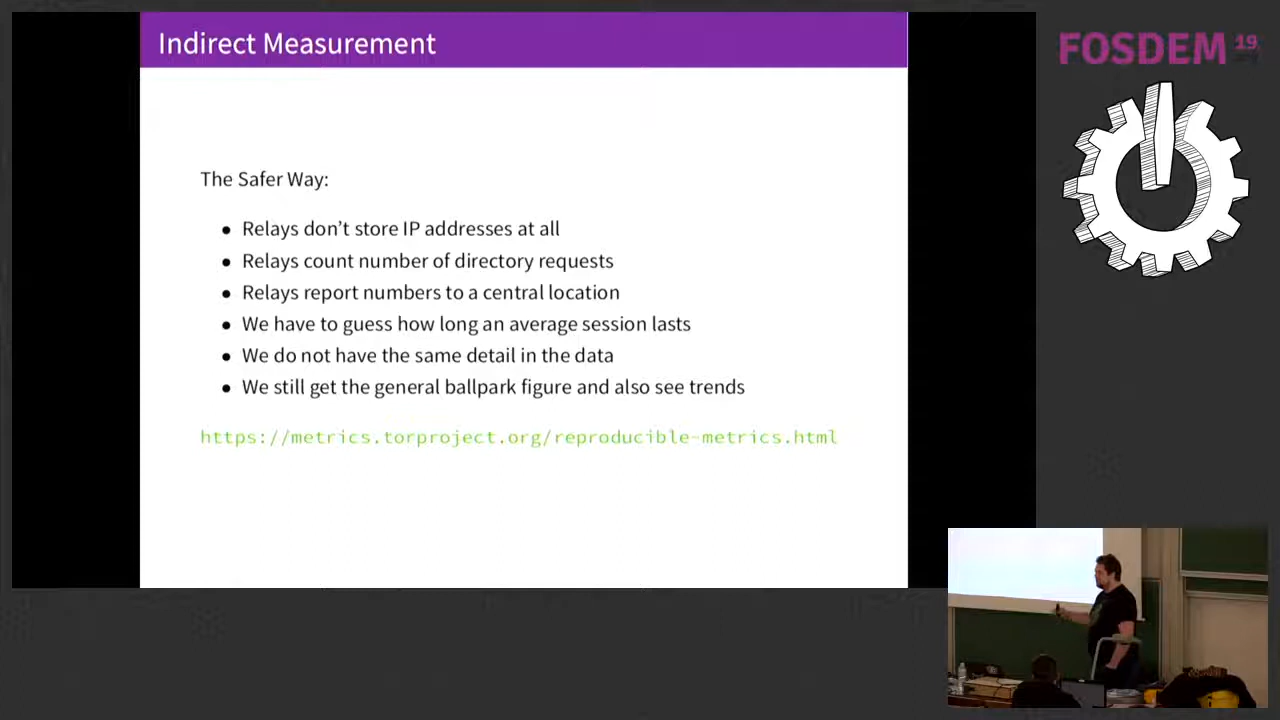 Indirect Measurement
FOSDEM 19
The Safer Way:
• Relays don't store IP addresses at all
• Relays count number of directory requests
• Relays report numbers to a central location
• We have to guess how long an average session lasts
• We do not have the same detail in the data
• We still get the general ballpark figure and also see trends
https://metrics.torproject.org/reproducible-metrics.html